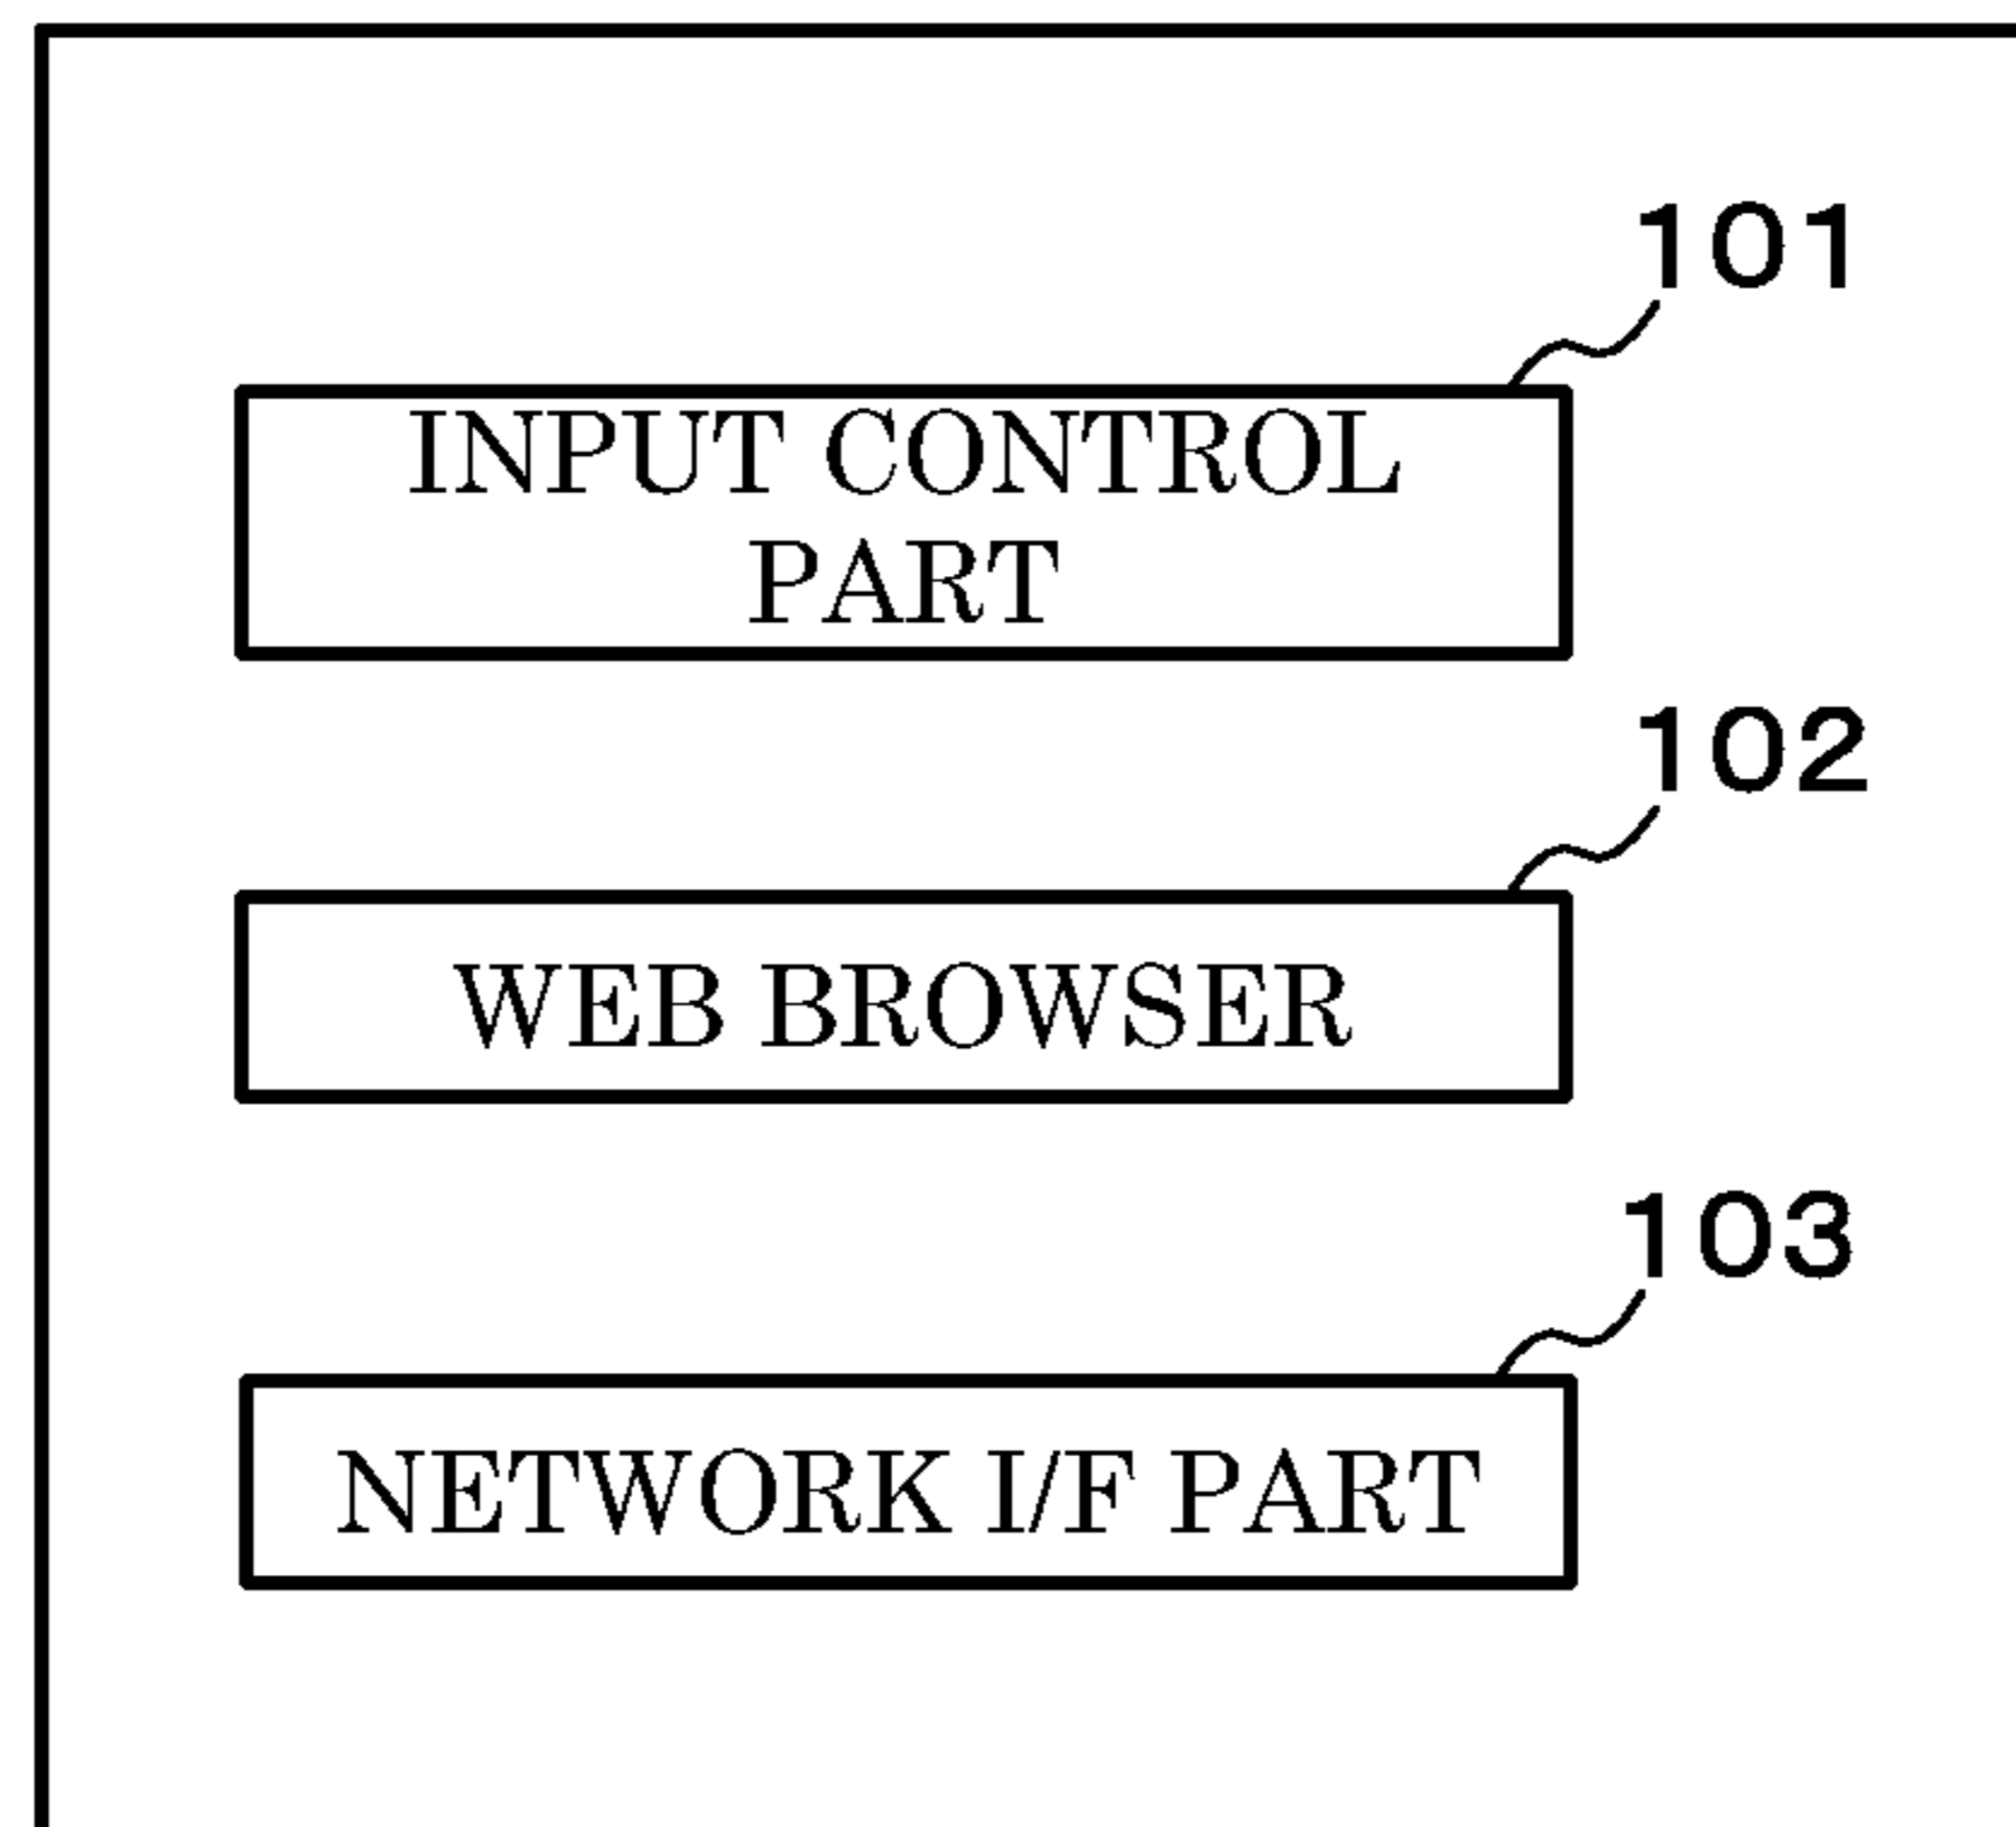 101
INPUT CONTROL
PART
102
WEB BROWSER
103
NETWORK I/F PART